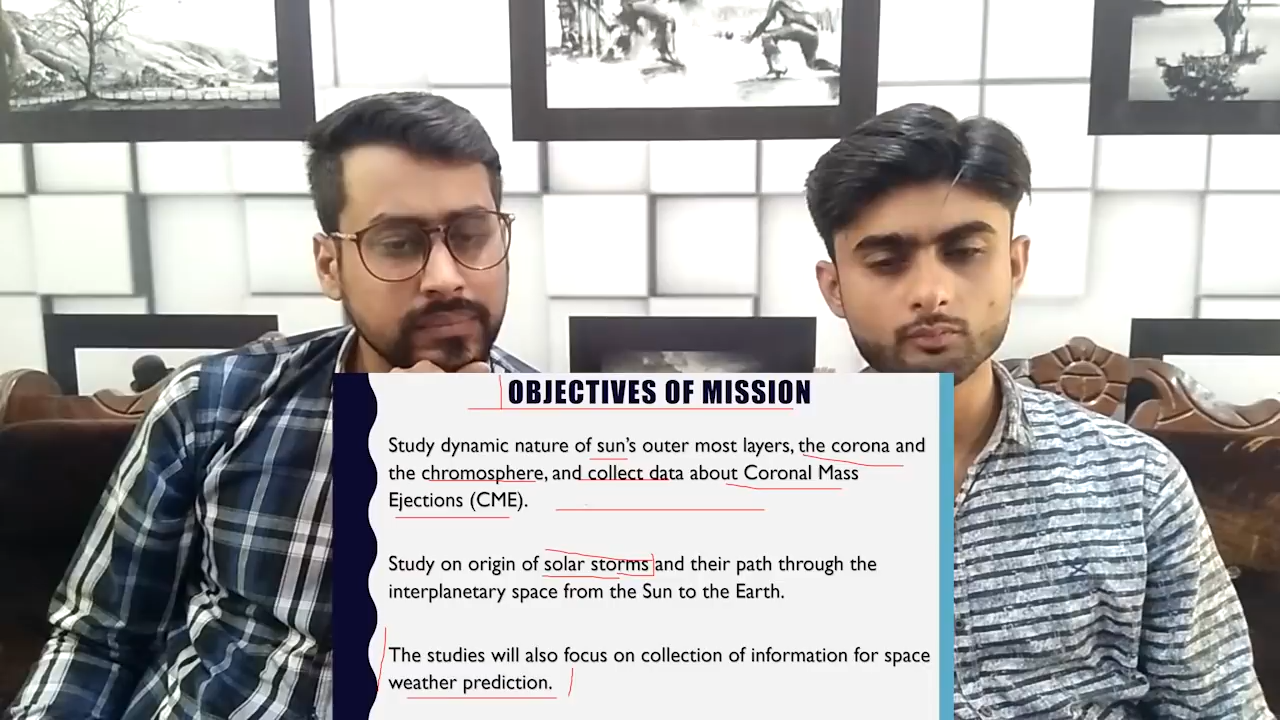 OBJECTIVES OF MISSION
Study dynamic nature of sun's outer most layers, the corona and
the chromosphere, and collect data about Coronal Mass
Ejections (CME).
Study on origin of solar storms and their path through the
interplanetary space from the Sun to the Earth.
The studies will also focus on collection of information for space
weather prediction.